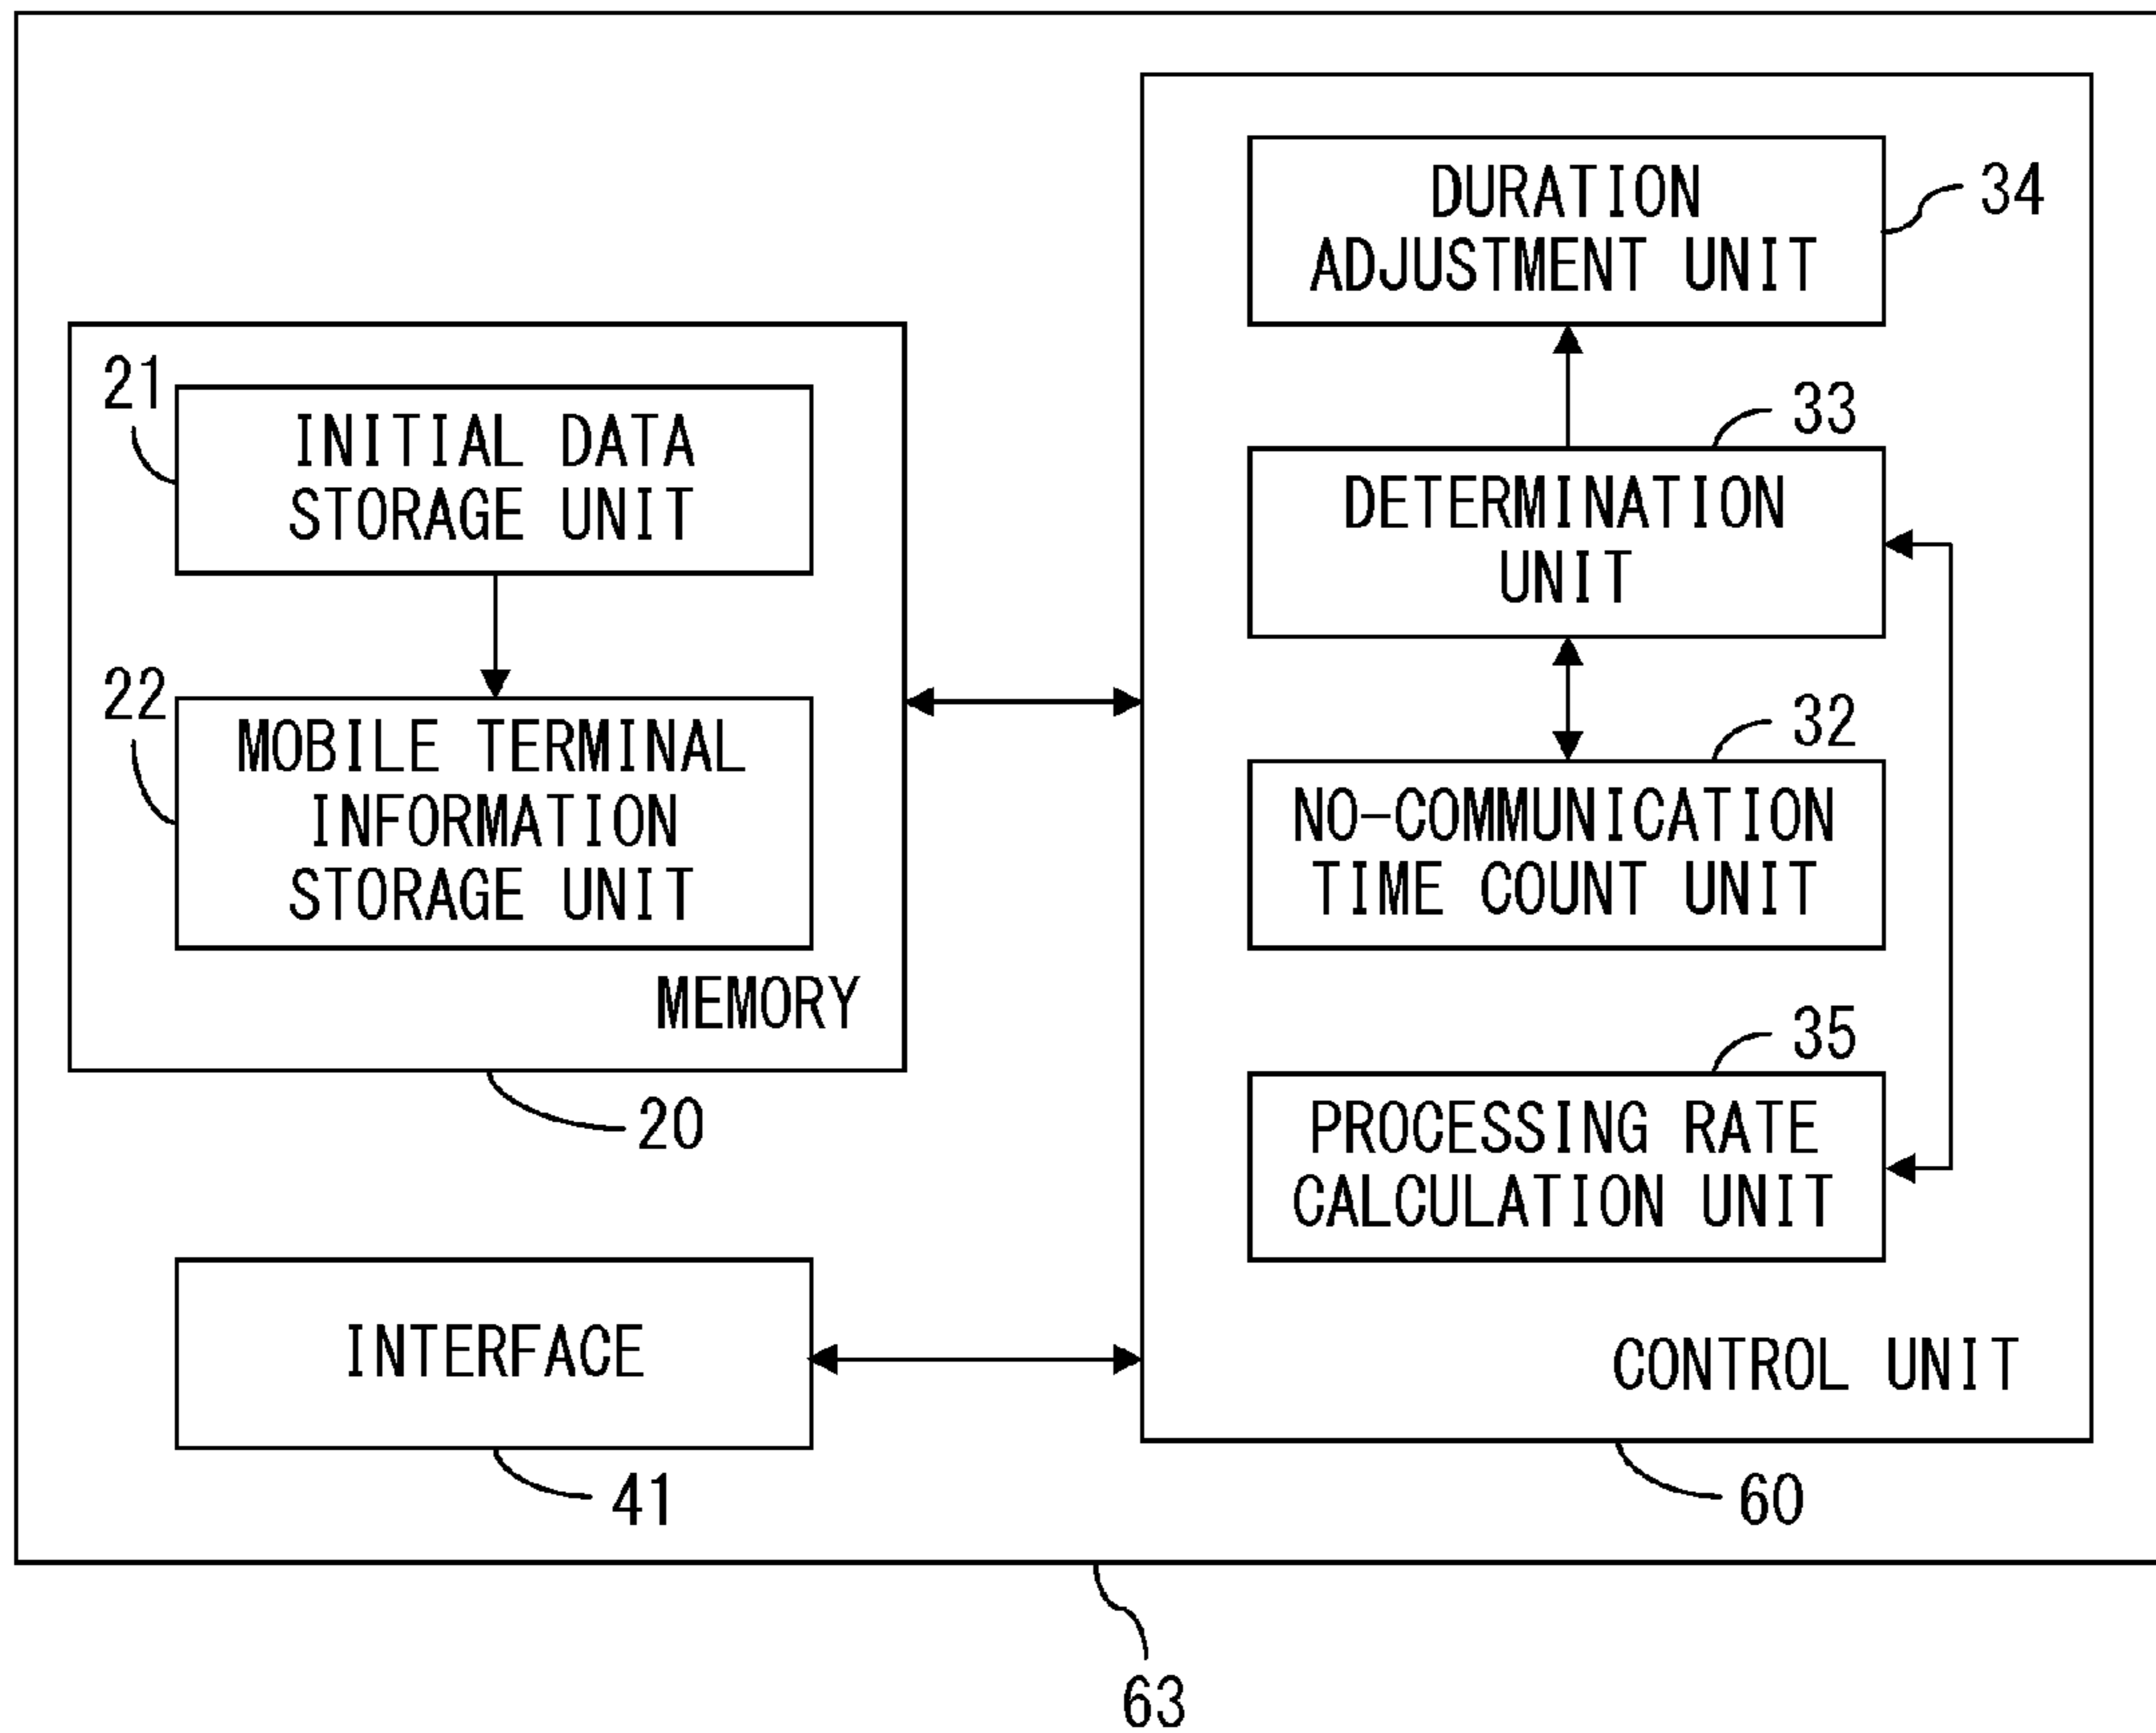 21
INITIAL DATA
STORAGE UNIT
22
MOBILE TERMINAL
INFORMATION
STORAGE UNIT
MEMORY
20
INTERFACE
41
DURATION
ADJUSTMENT UNIT
34
33
DETERMINATION
UNIT
32
NO-COMMUNICATION
TIME COUNT UNIT
35
PROCESSING RATE
CALCULATION UNIT
CONTROL UNIT
60
63